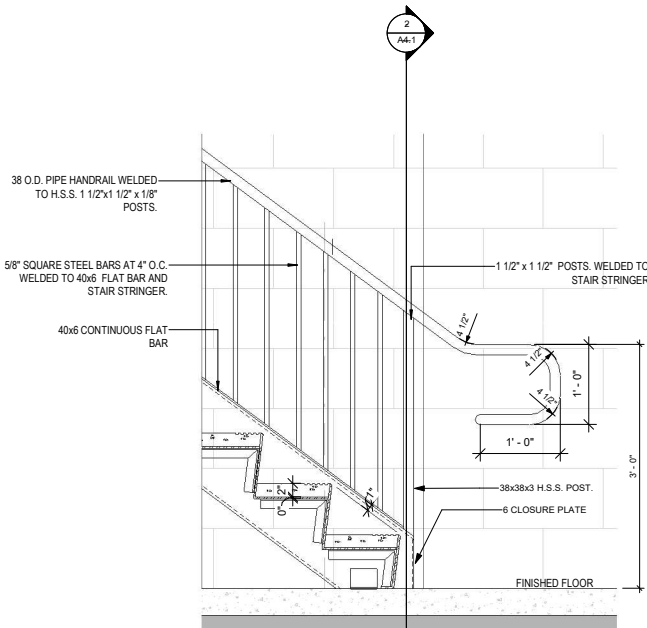 2
A4.1
38 O.D. PIPE HANDRAIL WELDED
TO H.S.S. 1 1/2"x1 1/2" x 1/8"
POSTS.
5/8" SQUARE STEEL BARS AT 4" O.C.
WELDED TO 40x6 FLAT BAR AND
STAIR STRINGER.
1 1/2" x 1 1/2" POSTS. WELDED TO
STAIR STRINGER
40x6 CONTINUOUS FLAT
BAR
4 1/2"
4 1/2"
4 1/2"
1' - 0"
1' - 0"
3' - 0"
0' 2"
1"
38x38x3 H.S.S. POST.
6 CLOSURE PLATE
FINISHED FLOOR